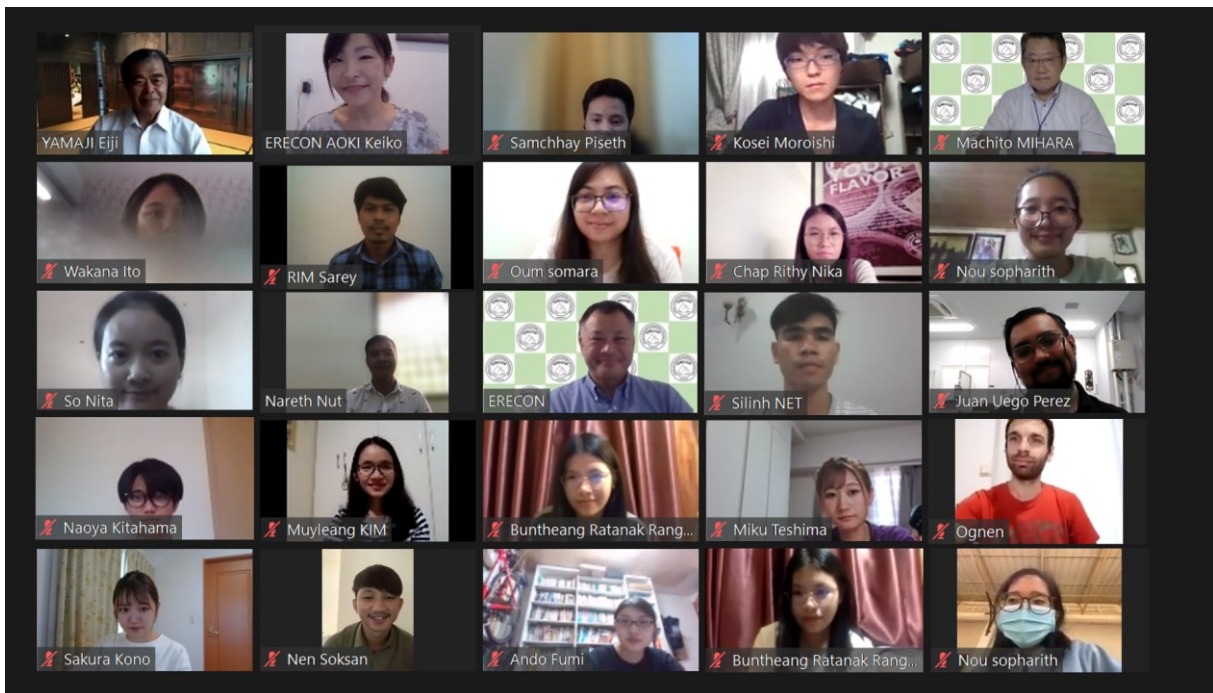 YAMAJI Eiji
ERECON AOKI Keiko
Samchhay Piseth
Kosei Moroishi
Machito MIHARA
Wakana Ito
RIM Sarey
Oum somara
YOUR
FLAVOR
Chap Rithy Nika
Nou sopharith
So Nita
Nareth Nut
ERECON
Silinh NET
Juan Uego Perez
Naoya Kitahama
Muyleang KIM
Buntheang Ratanak Rang...
Miku Teshima
Ognen
Sakura Kono
Nen Soksan
Ando Fumi
Buntheang Ratanak Rang...
Nou sopharith